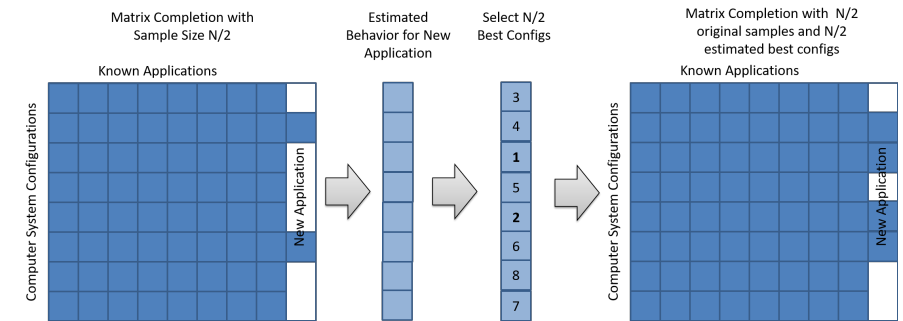 Matrix Completion with
Sample Size N/2
Known Applications
Computer System Configurations
New Application
Estimated
Behavior for New
Application
Select N/2
Best Configs
3
4
1
5
2
6
8
7
Matrix Completion with N/2
original samples and N/2
estimated best configs
Known Applications
Computer System Configurations
New Application